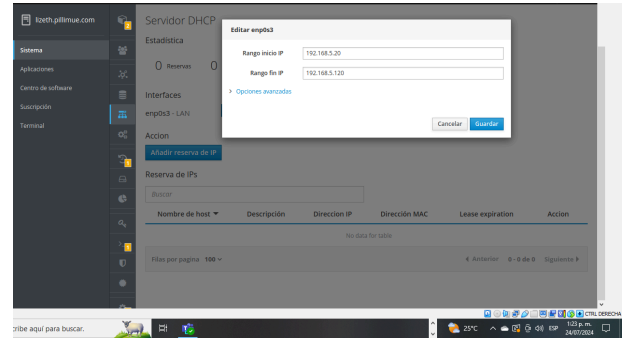 lizeth.pillimue.com
Sistema
Aplicaciones
Centro de software
Suscripción
Terminal
2
1
1
Servidor DHCP
Estadística
0 Reservas 0
Interfaces
enp0s3 - LAN
Accion
Añadir reserva de IP
Reserva de IPs
Buscar
Nombre de host Descripción Direccion IP Dirección MAC Lease expiration Accion
No data for table
Filas por pagina 100 Anterior 0 - 0 de 0 Siguiente
Editar enp0s3
Rango inicio IP 192.168.5.20
Rango fin IP 192.168.5.120
Opciones avanzadas
Cancelar Guardar
CTRL DERECHA
cribe aquí para buscar.
25°C ESP 1:23 p. m.
24/07/2024